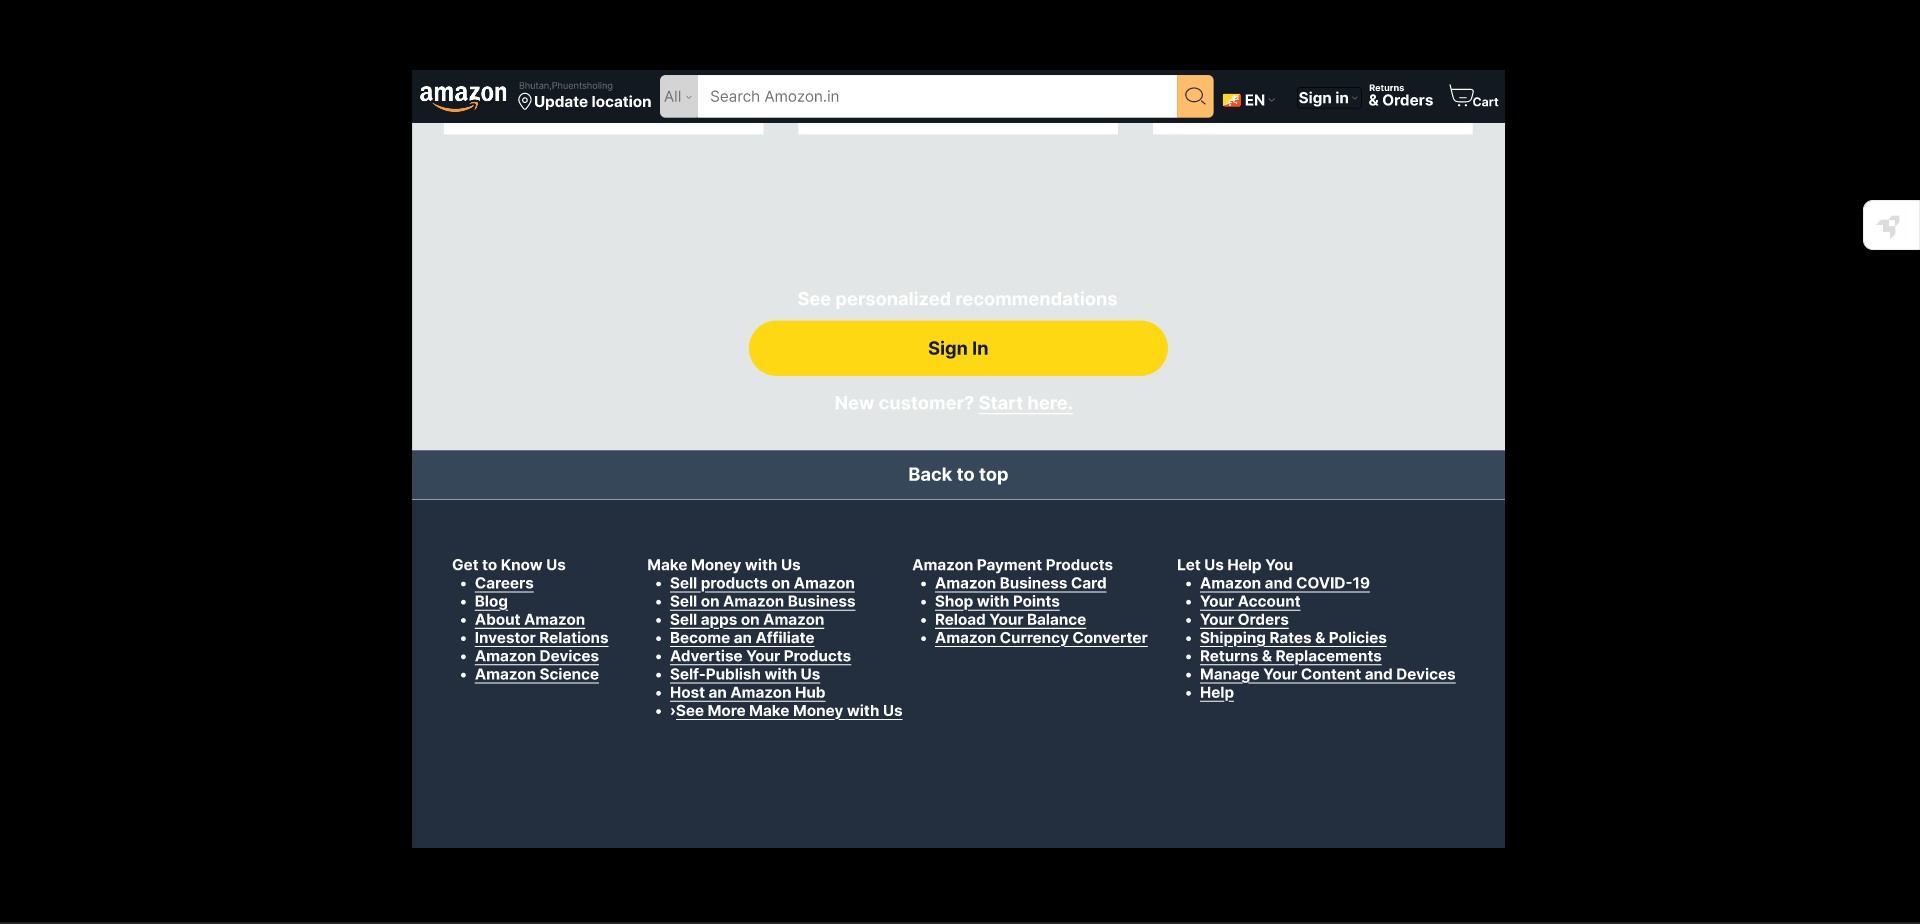 amazon
Bhutan,Phuentsholing
Update location
All
Search Amozon.in
EN
Sign in
Returns
& Orders
Cart
See personalized recommendations
Sign In
New customer? Start here.
Back to top
Get to Know Us
Careers
Blog
About Amazon
Investor Relations
Amazon Devices
Amazon Science
Make Money with Us
Sell products on Amazon
Sell on Amazon Business
Sell apps on Amazon
Become an Affiliate
Advertise Your Products
Self-Publish with Us
Host an Amazon Hub
›See More Make Money with Us
Amazon Payment Products
Amazon Business Card
Shop with Points
Reload Your Balance
Amazon Currency Converter
Let Us Help You
Amazon and COVID-19
Your Account
Your Orders
Shipping Rates & Policies
Returns & Replacements
Manage Your Content and Devices
Help